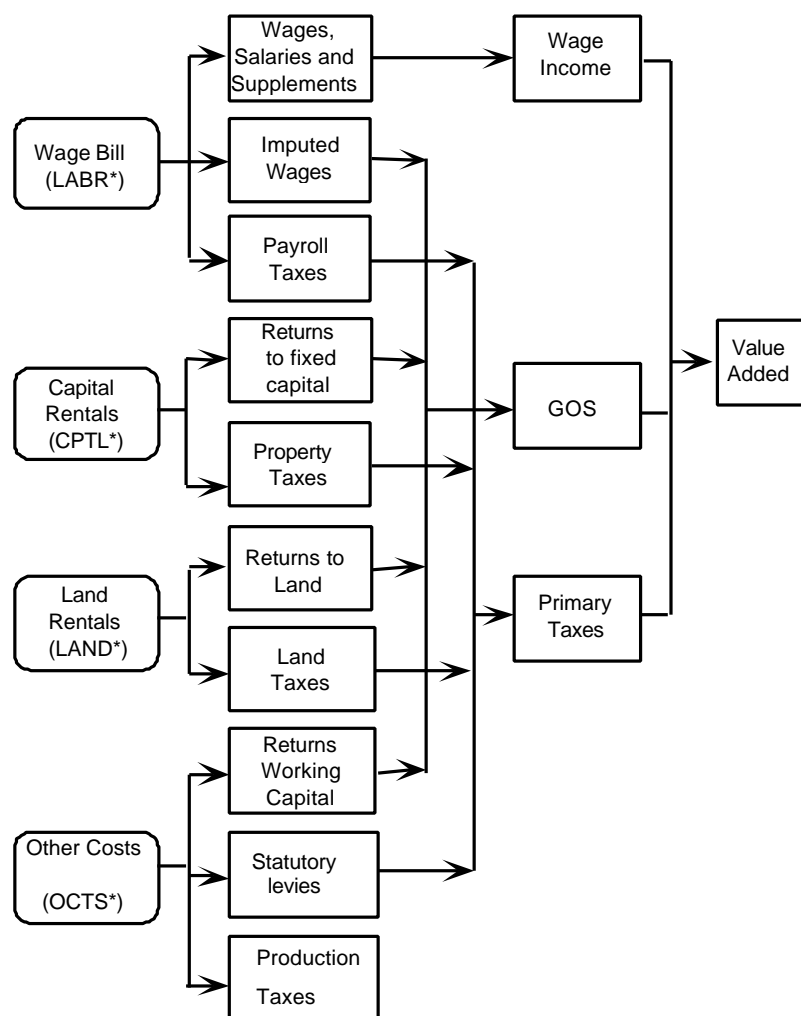 Wages,
Salaries and
Supplements
Wage
Income
Wage Bill
(LABR*)
Imputed
Wages
Payroll
Taxes
Returns
to fixed
capital
Value
Added
Capital
Rentals
(CPTL*)
GOS
Property
Taxes
Returns to
Land
Land
Rentals
(LAND*)
Primary
Taxes
Land
Taxes
Returns
Working
Capital
Other Costs
(OCTS*)
Statutory
levies
Production
Taxes